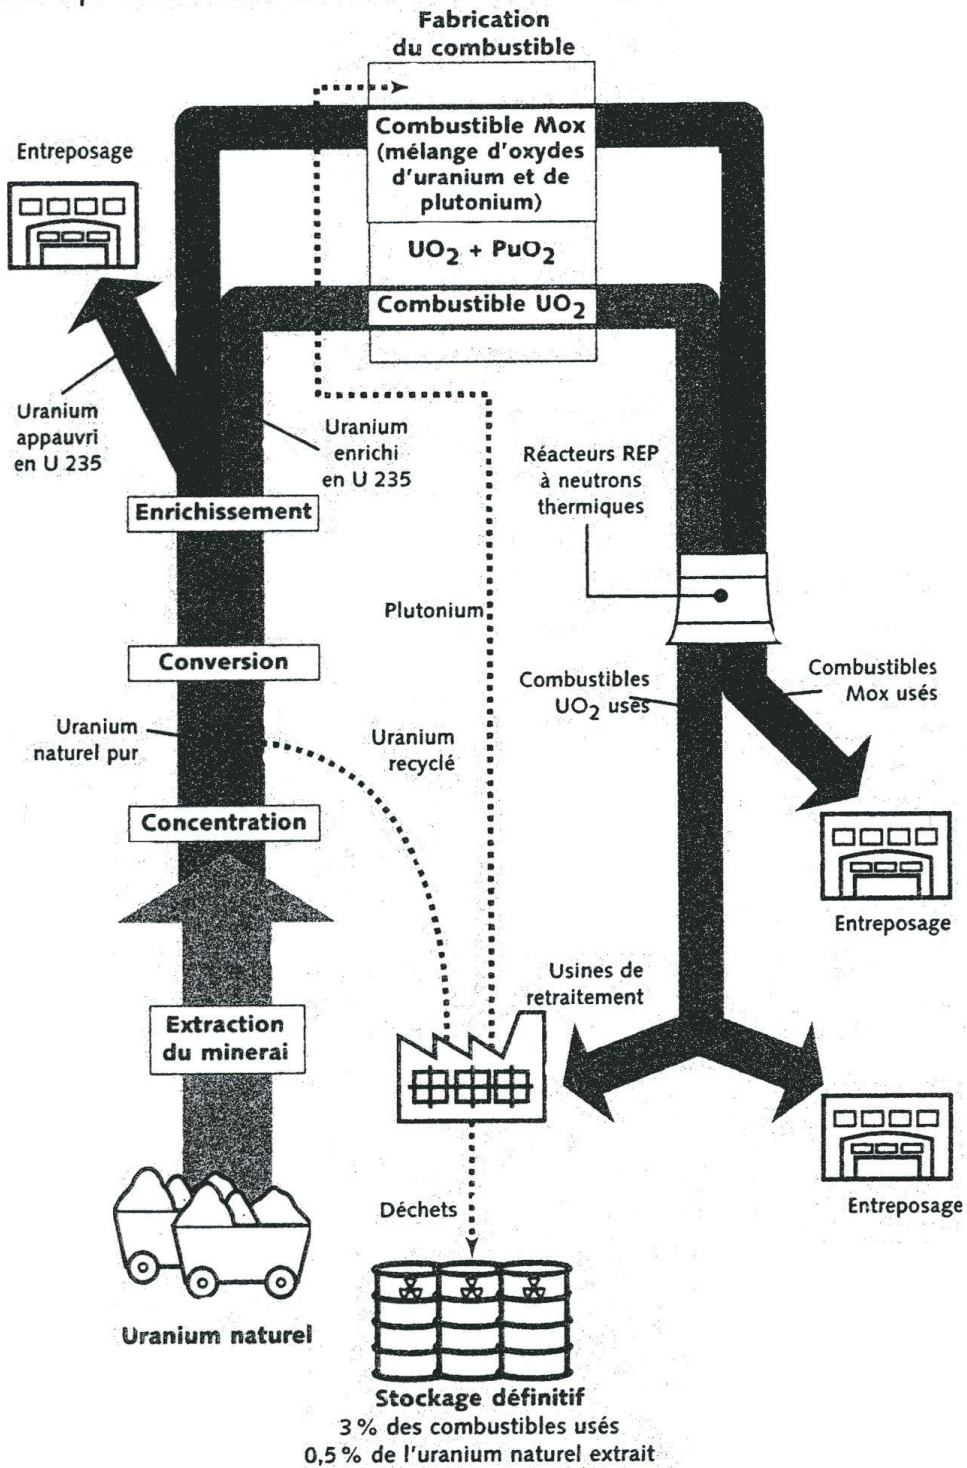 Fabrication
du combustible
Combustible Mox
(mélange d'oxydes
d'uranium et de
plutonium)
UO2 + PuO2
Combustible UO2
Entreposage
Uranium
appauvri
en U 235
Uranium
enrichi
en U 235
Réacteurs REP
à neutrons
thermiques
Enrichissement
Plutonium
Conversion
Combustibles
UO2 usés
Combustibles
Mox usés
Uranium
naturel pur
Uranium
recyclé
Concentration
Entreposage
Usines de
retraitement
Extraction
du minerai
Déchets
Entreposage
Uranium naturel
Stockage définitif
3 % des combustibles usés
0,5 % de l'uranium naturel extrait